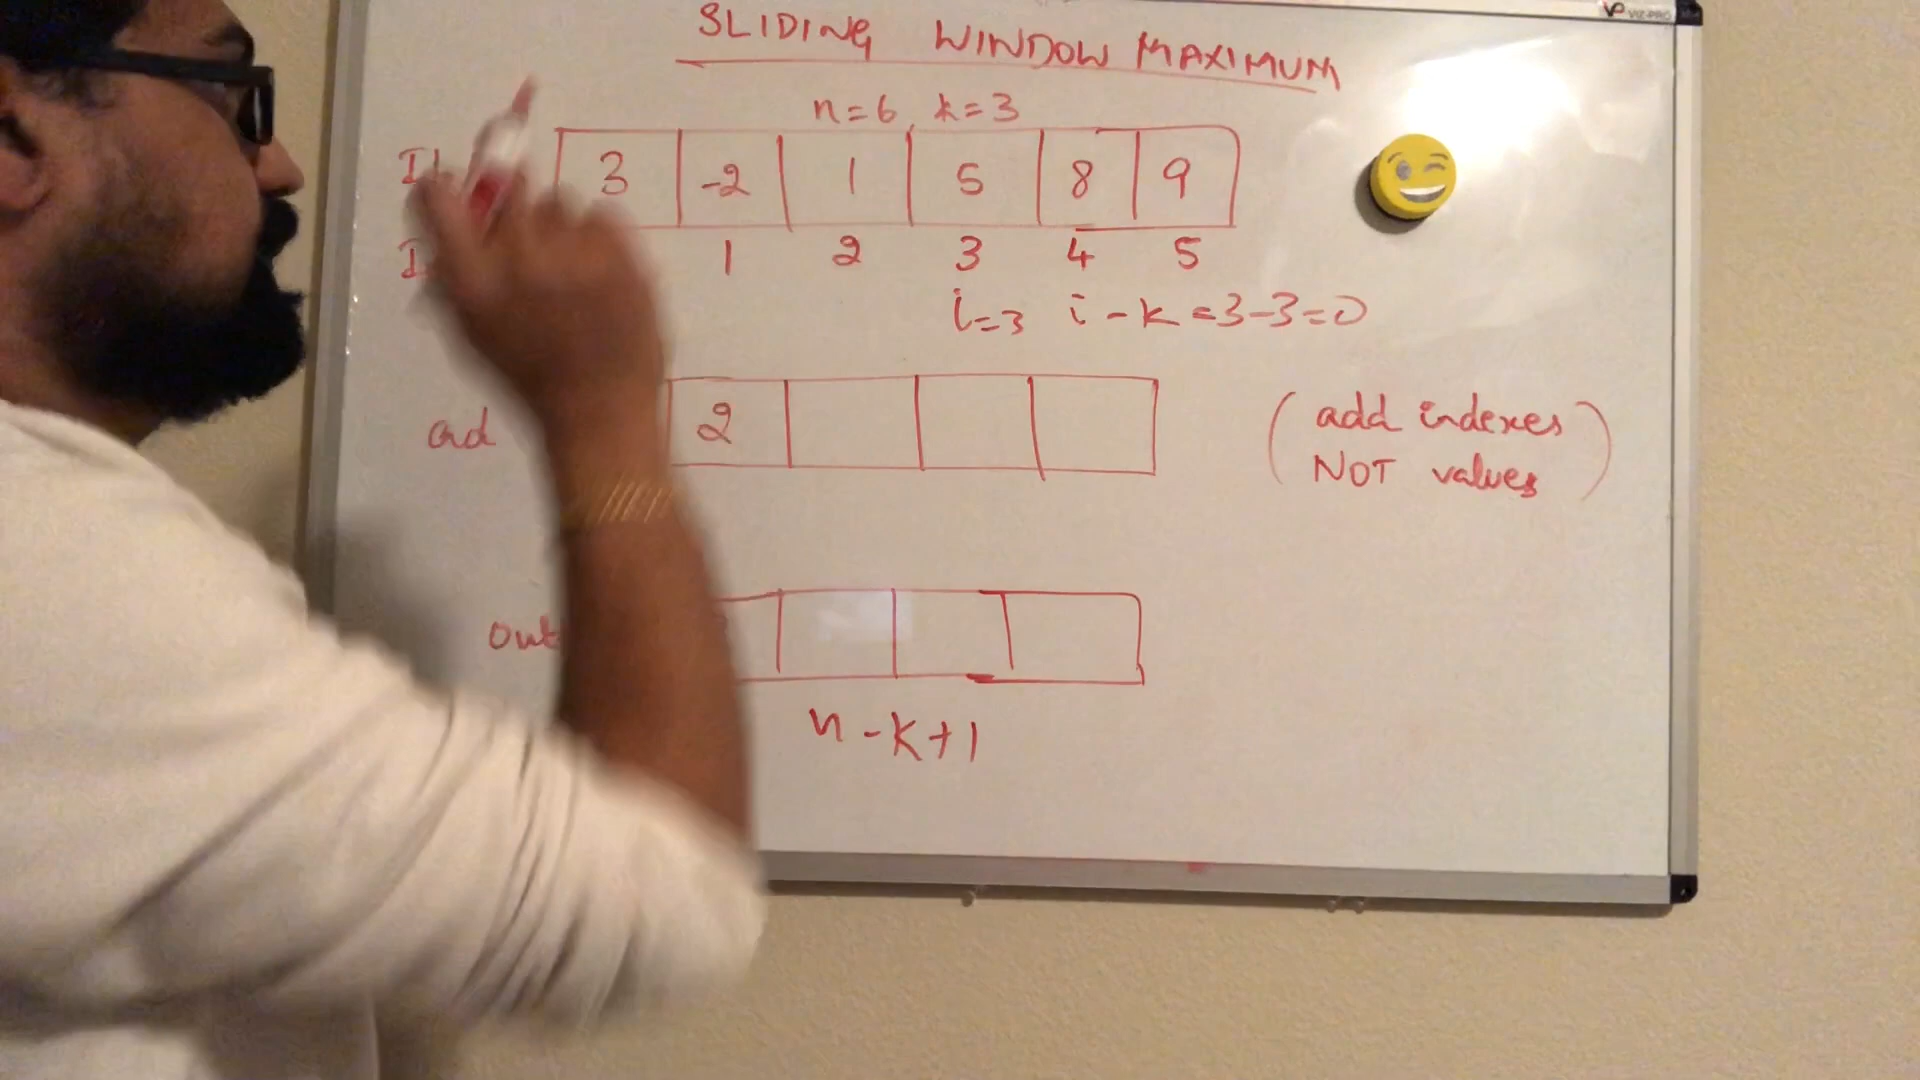 SLIDING WINDOW MAXIMUM
n=6, k=3
3 -2 1 5 8 9
1 2 3 4 5
i=3 i-k=3-3=0
ad 2
(add indexes
NOT values)
out
n-k+1